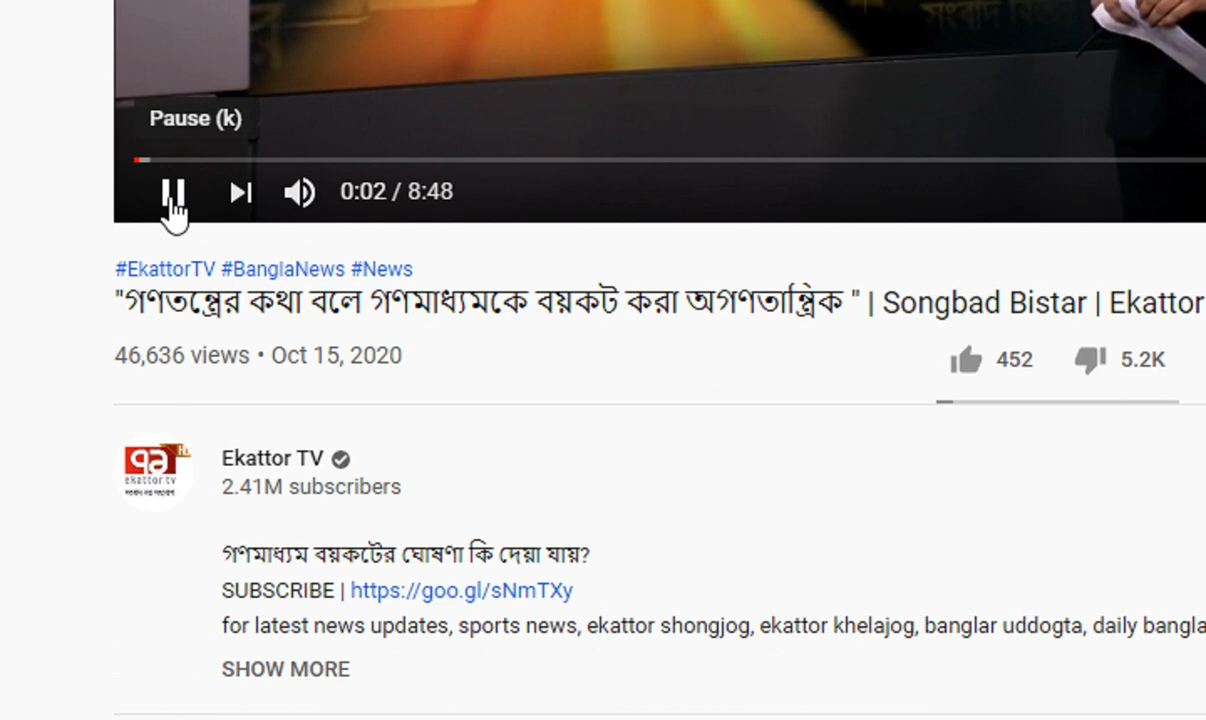 সংবাদ
Pause (k)
0:02 / 8:48
#EkattorTV #BanglaNews #News
"গণতন্ত্রের কথা বলে গণমাধ্যমকে বয়কট করা অগণতান্ত্রিক " | Songbad Bistar | Ekattor
46,636 views • Oct 15, 2020
452
5.2K
ekattor.tv
Ekattor TV
2.41M subscribers
গণমাধ্যম বয়কটের ঘোষণা কি দেয়া যায়?
SUBSCRIBE | https://goo.gl/sNmTXy
for latest news updates, sports news, ekattor shongjog, ekattor khelajog, banglar uddogta, daily bangla
SHOW MORE